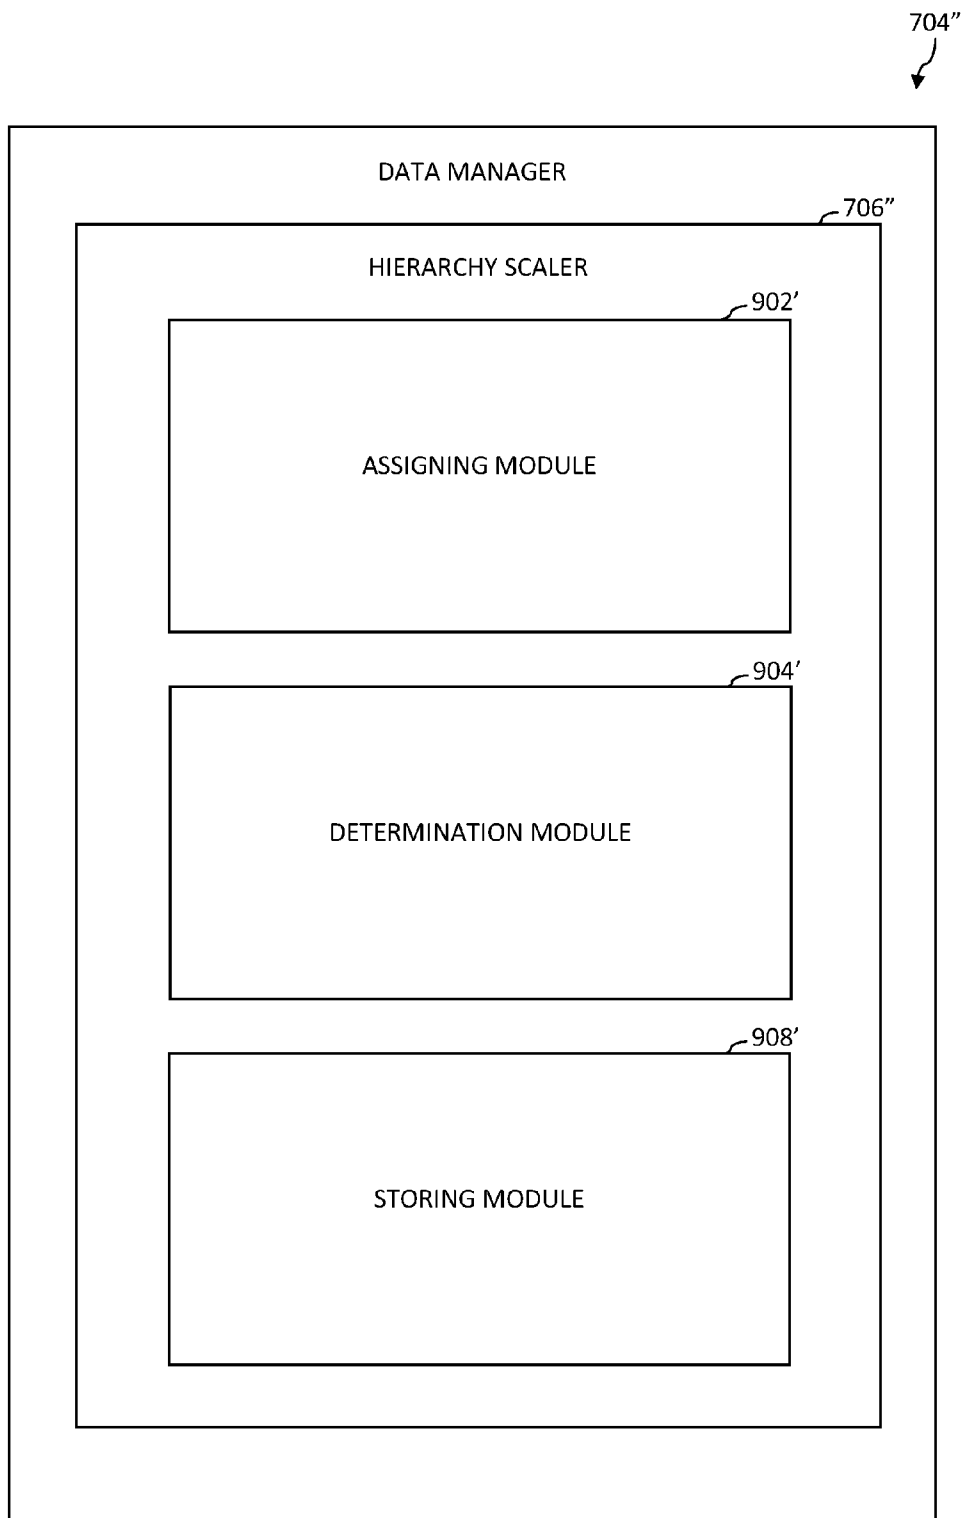 704”
DATA MANAGER
706”
HIERARCHY SCALER
902’
ASSIGNING MODULE
904’
DETERMINATION MODULE
908’
STORING MODULE